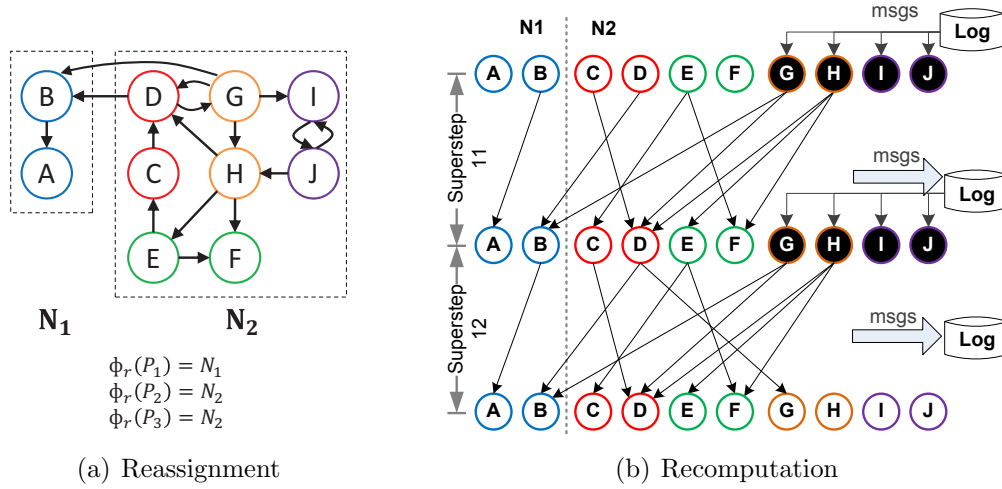 B D G I
A C H J
E F
N₁ N₂
ϕᵣ(P₁) = N₁
ϕᵣ(P₂) = N₂
ϕᵣ(P₃) = N₂
(a) Reassignment
N1 N2 msgs
Log
A B C D E F G H I J
Superstep 11
msgs
Log
A B C D E F G H I J
Superstep 12
msgs
Log
A B C D E F G H I J
(b) Recomputation